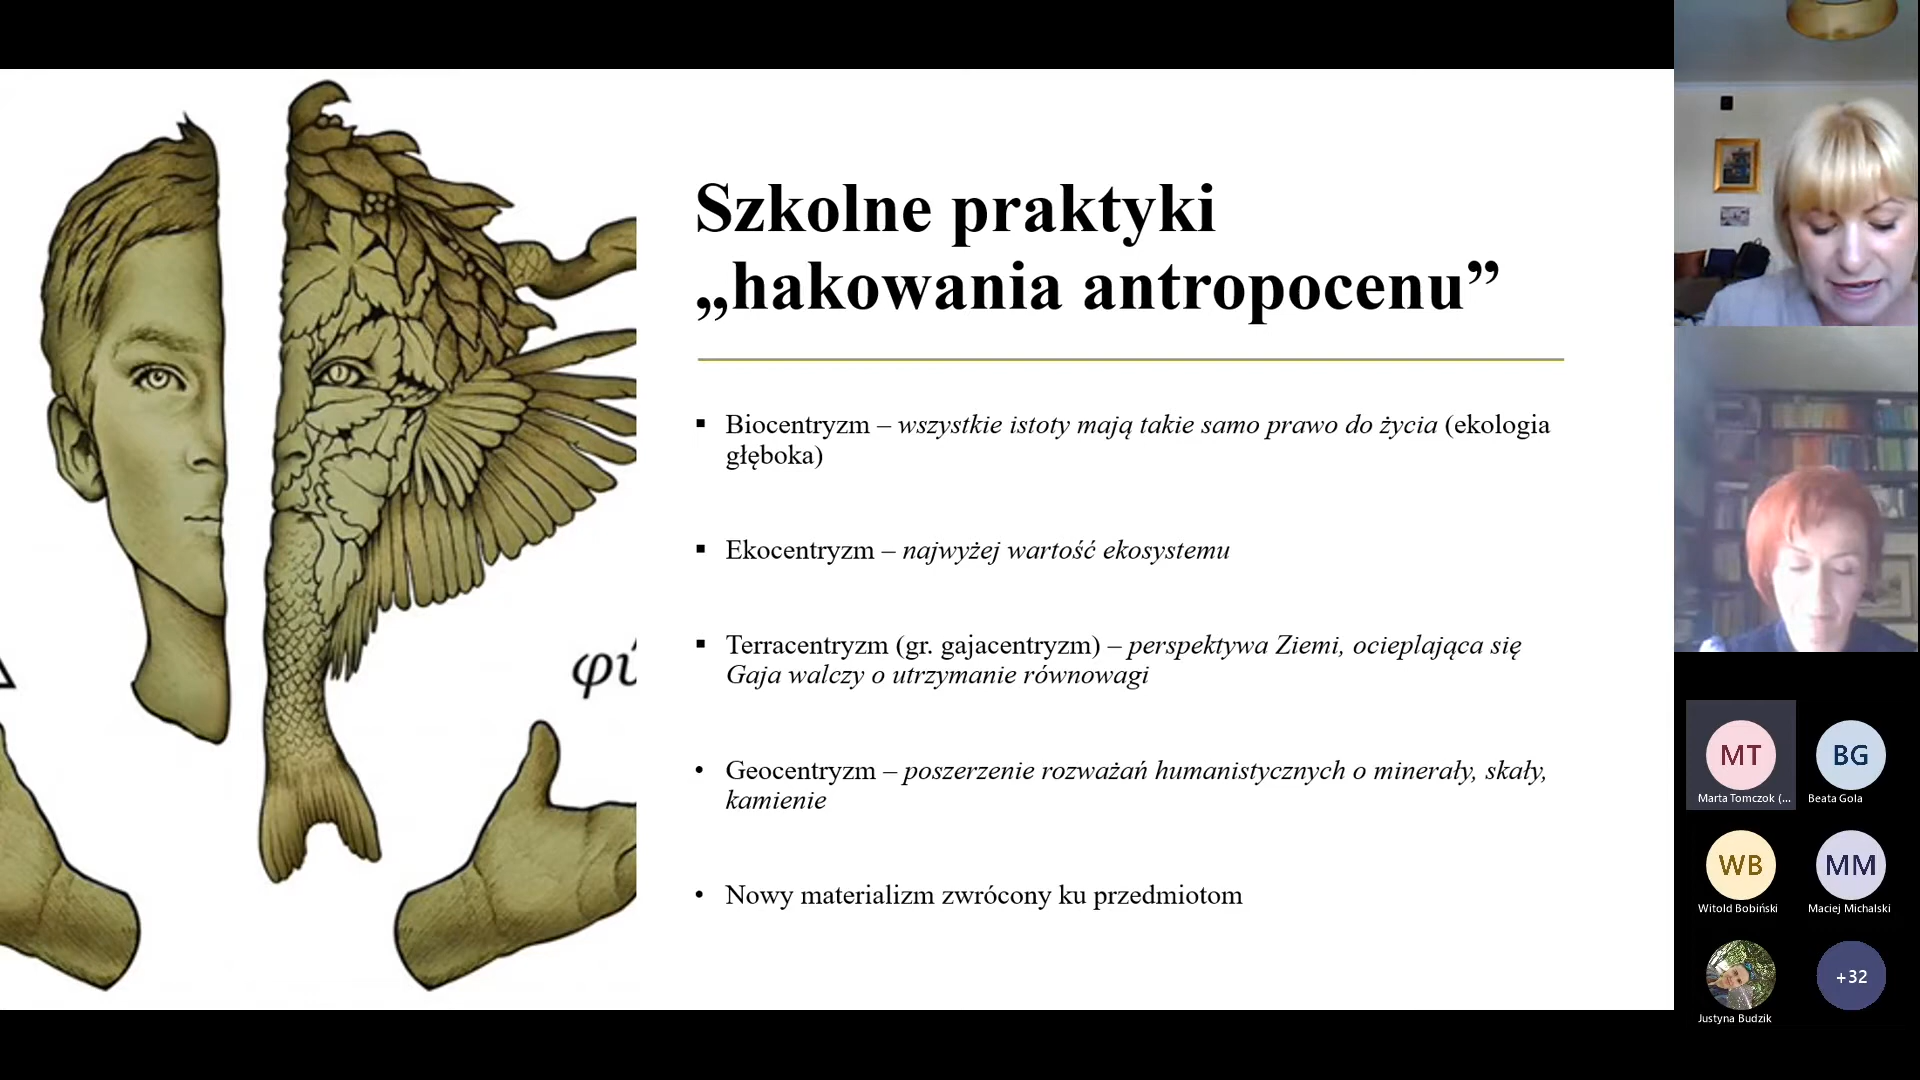 Szkolne praktyki
„hakowania antropocenu”
▪ Biocentryzm – wszystkie istoty mają takie samo prawo do życia (ekologia
głęboka)
▪ Ekocentryzm – najwyżej wartość ekosystemu
▪ Terracentryzm (gr. gajacentryzm) – perspektywa Ziemi, ocieplająca się
Gaja walczy o utrzymanie równowagi
• Geocentryzm – poszerzenie rozważań humanistycznych o minerały, skały,
kamienie
• Nowy materializm zwrócony ku przedmiotom
φύ
MT
Marta Tomczok (...
BG
Beata Gola
WB
Witold Bobiński
MM
Maciej Michalski
Justyna Budzik
+32